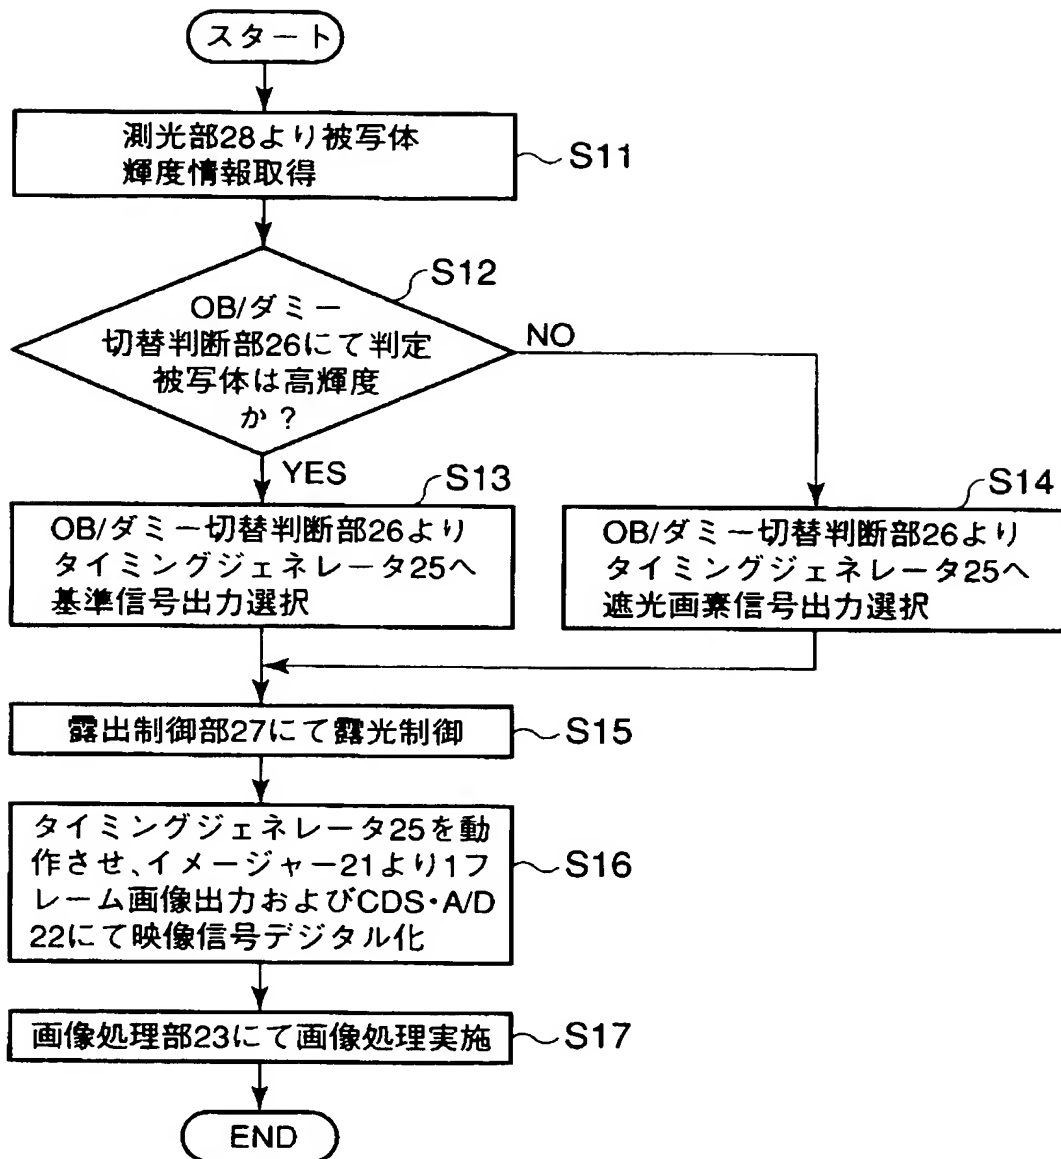 スタート
測光部28より被写体
輝度情報取得
S11
S12
OB/ダミー
切替判断部26にて判定
被写体は高輝度
か?
NO
YES
S13
OB/ダミー切替判断部26より
タイミングジェネレータ25へ
基準信号出力選択
S14
OB/ダミー切替判断部26より
タイミングジェネレータ25へ
遮光画素信号出力選択
露出制御部27にて露光制御
S15
タイミングジェネレータ25を動
作させ、イメージャー21より1フ
レーム画像出力およびCDS・A/D
22にて映像信号デジタル化
S16
画像処理部23にて画像処理実施
S17
END